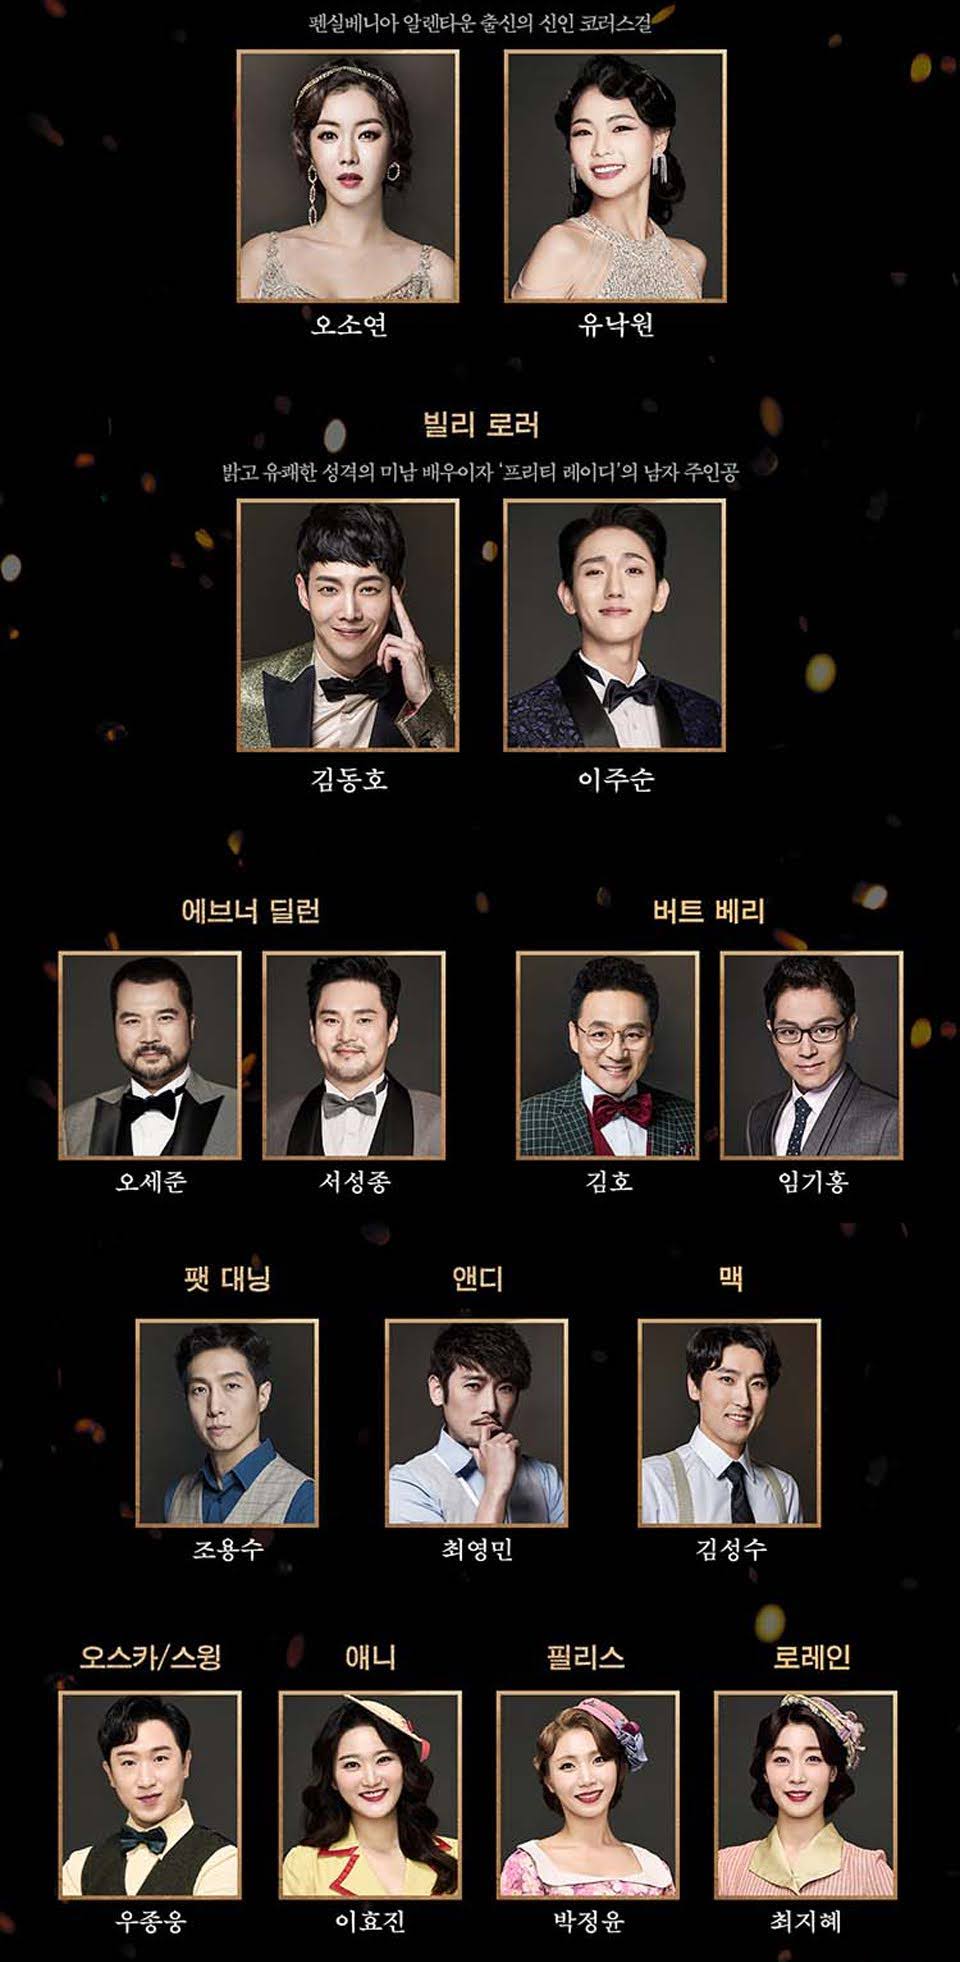 펜실베니아 알렌타운 출신의 신인 코러스걸
오소연
유낙원
빌리 로러
밝고 유쾌한 성격의 미남 배우이자 ‘프리티 레이디’의 남자 주인공
김동호
이주순
에브너 딜런
버트 베리
오세준
서성종
김호
임기홍
팻 대닝
앤디
맥
조용수
최영민
김성수
오스카/스윙
애니
필리스
로레인
우종웅
이효진
박정윤
최지혜